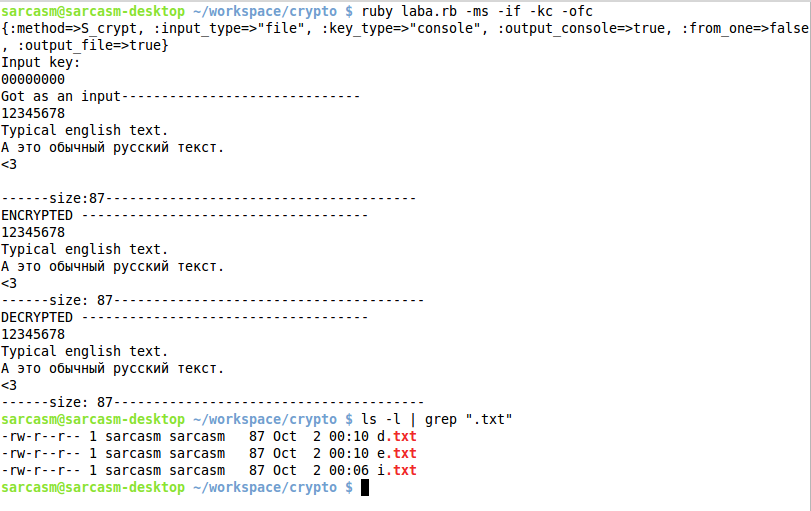 sarcasm@sarcasm-desktop ~/workspace/crypto $ ruby laba.rb -ms -if -kc -ofc
{:method=>S_crypt, :input_type=>"file", :key_type=>"console", :output_console=>true, :from_one=>false
, :output_file=>true}
Input key:
00000000
Got as an input------------------------------
12345678
Typical english text.
А это обычный русский текст.
<3

------size:87---------------------------------------
ENCRYPTED ------------------------------------
12345678
Typical english text.
А это обычный русский текст.
<3
------size: 87---------------------------------------
DECRYPTED ------------------------------------
12345678
Typical english text.
А это обычный русский текст.
<3
------size: 87---------------------------------------
sarcasm@sarcasm-desktop ~/workspace/crypto $ ls -l | grep ".txt"
-rw-r--r-- 1 sarcasm sarcasm   87 Oct  2 00:10 d.txt
-rw-r--r-- 1 sarcasm sarcasm   87 Oct  2 00:10 e.txt
-rw-r--r-- 1 sarcasm sarcasm   87 Oct  2 00:06 i.txt
sarcasm@sarcasm-desktop ~/workspace/crypto $